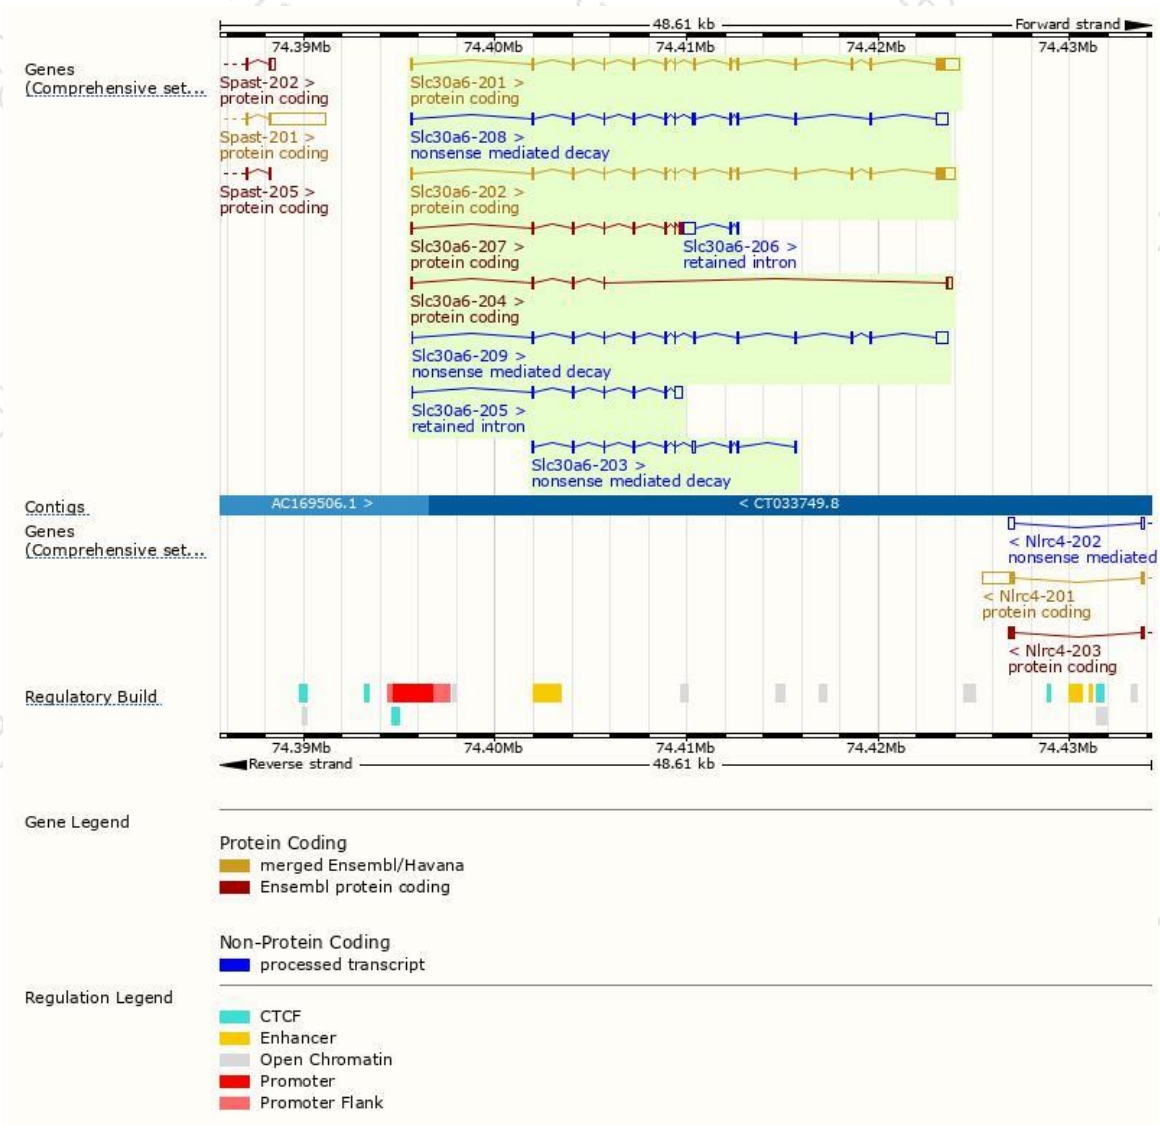 48.61 kb Forward strand
74.39Mb 74.40Mb 74.41Mb 74.42Mb 74.43Mb
Genes
(Comprehensive set...
Spast-202 >
protein coding
Slc30a6-201 >
protein coding
Spast-201 >
protein coding
Slc30a6-208 >
nonsense mediated decay
Spast-205 >
protein coding
Slc30a6-202 >
protein coding
Slc30a6-207 >
protein coding
Slc30a6-206 >
retained intron
Slc30a6-204 >
protein coding
Slc30a6-209 >
nonsense mediated decay
Slc30a6-205 >
retained intron
Slc30a6-203 >
nonsense mediated decay
Contigs AC169506.1 > < CT033749.8
Genes
(Comprehensive set...
< Nlrc4-202
nonsense mediated
< Nlrc4-201
protein coding
< Nlrc4-203
protein coding
Regulatory Build
74.39Mb 74.40Mb 74.41Mb 74.42Mb 74.43Mb
Reverse strand 48.61 kb
Gene Legend
Protein Coding
merged Ensembl/Havana
Ensembl protein coding
Non-Protein Coding
processed transcript
Regulation Legend
CTCF
Enhancer
Open Chromatin
Promoter
Promoter Flank